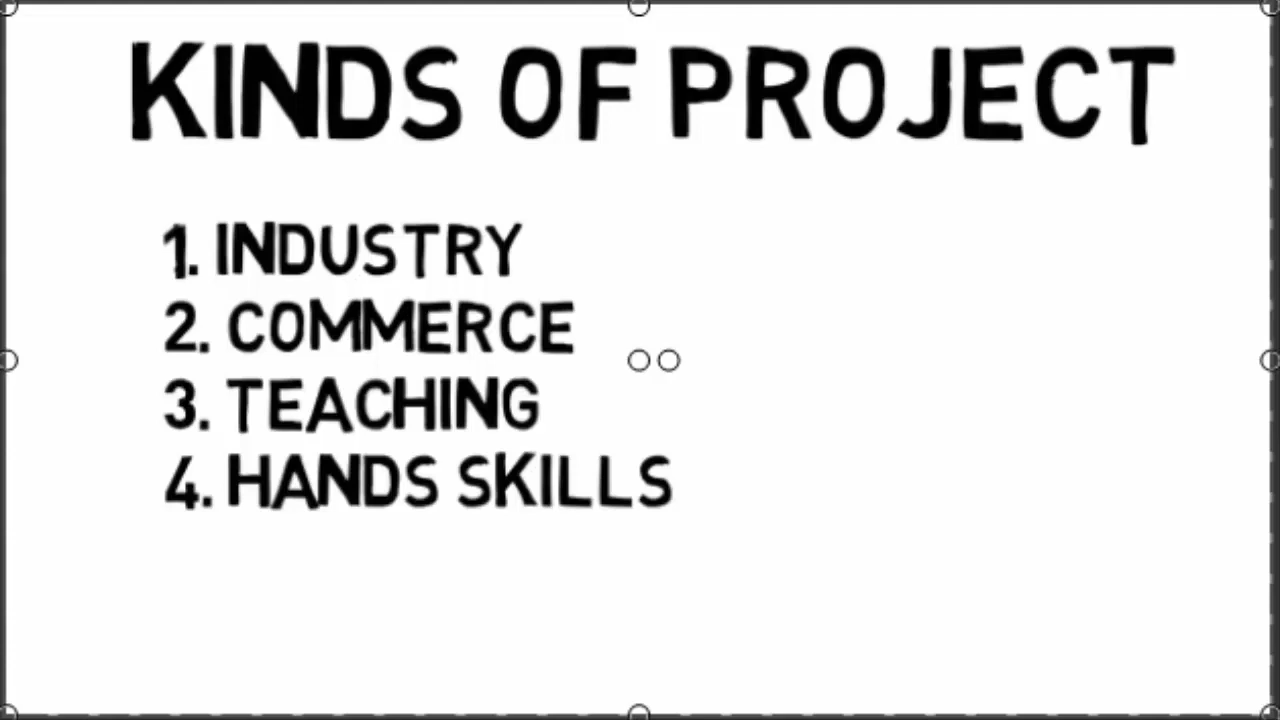 KINDS OF PROJECT
1. INDUSTRY
2. COMMERCE
3. TEACHING
4. HANDS SKILLS